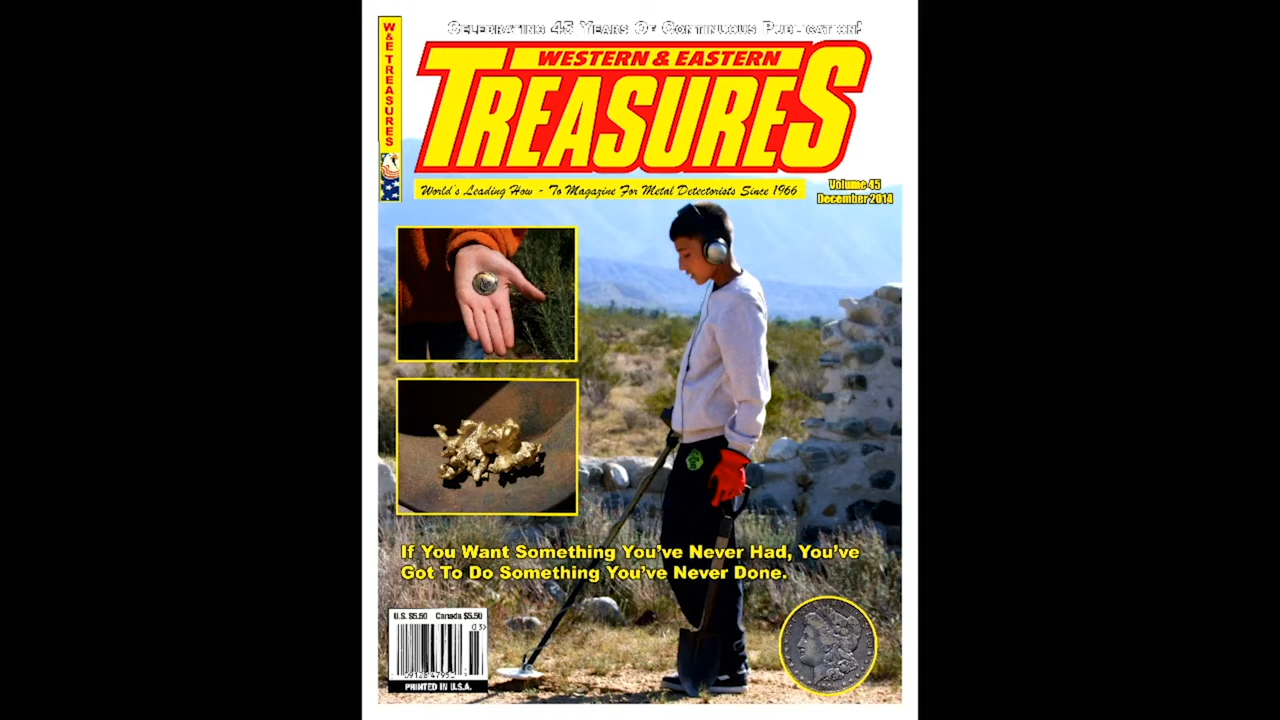 Celebrating 45 Years Of Continuous Publication!
W&E TREASURES
WESTERN & EASTERN
TREASURES
World's Leading How - To Magazine For Metal Detectorists Since 1966
Volume 45
December 2014
If You Want Something You've Never Had, You've
Got To Do Something You've Never Done.
U.S. $5.50 Canada $5.50
03>
PRINTED IN U.S.A.